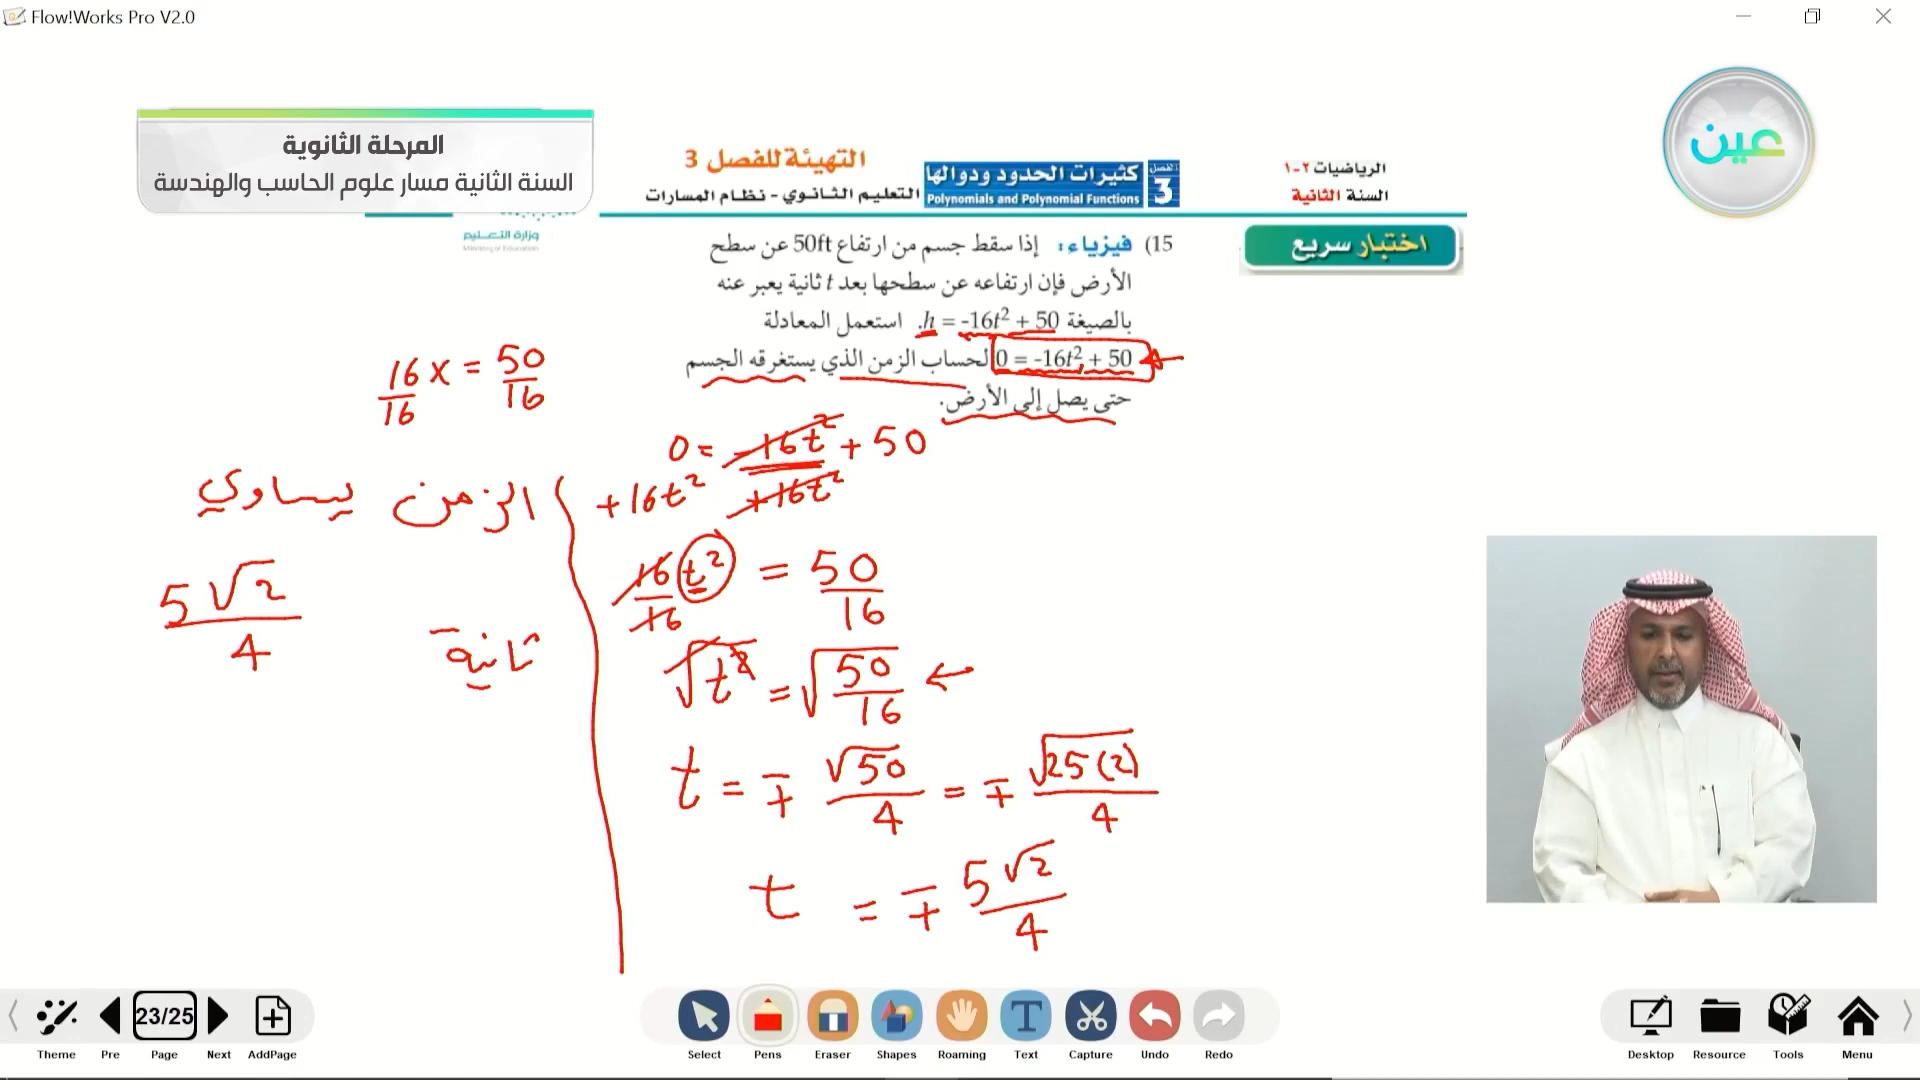 Flow!Works Pro V2.0
عين
المرحلة الثانوية
السنة الثانية مسار علوم الحاسب والهندسة
وزارة التعليم
Ministry of Education
الرياضيات ٢-١
السنة الثانية
الفصل 3
كثيرات الحدود ودوالها
Polynomials and Polynomial Functions
التهيئة للفصل 3
التعليم الثانوي - نظام المسارات
اختبار سريع
15) فيزياء: إذا سقط جسم من ارتفاع 50ft عن سطح
الأرض فإن ارتفاعه عن سطحها بعد t ثانية يعبر عنه
بالصيغة h = -16t² + 50. استعمل المعادلة
0 = -16t² + 50 لحساب الزمن الذي يستغرقه الجسم
حتى يصل إلى الأرض.
0 = -16t² + 50
+16t² +16t²
16t²/16 = 50/16
√t² = √(50/16) ←
t = ∓ √50/4 = ∓ √25(2)/4
t = ∓ 5√2/4
16x/16 = 50/16
الزمن يساوي
5√2/4
ثانية
23/25
Theme Pre Page Next AddPage
Select Pens Eraser Shapes Roaming Text Capture Undo Redo
Desktop Resource Tools Menu